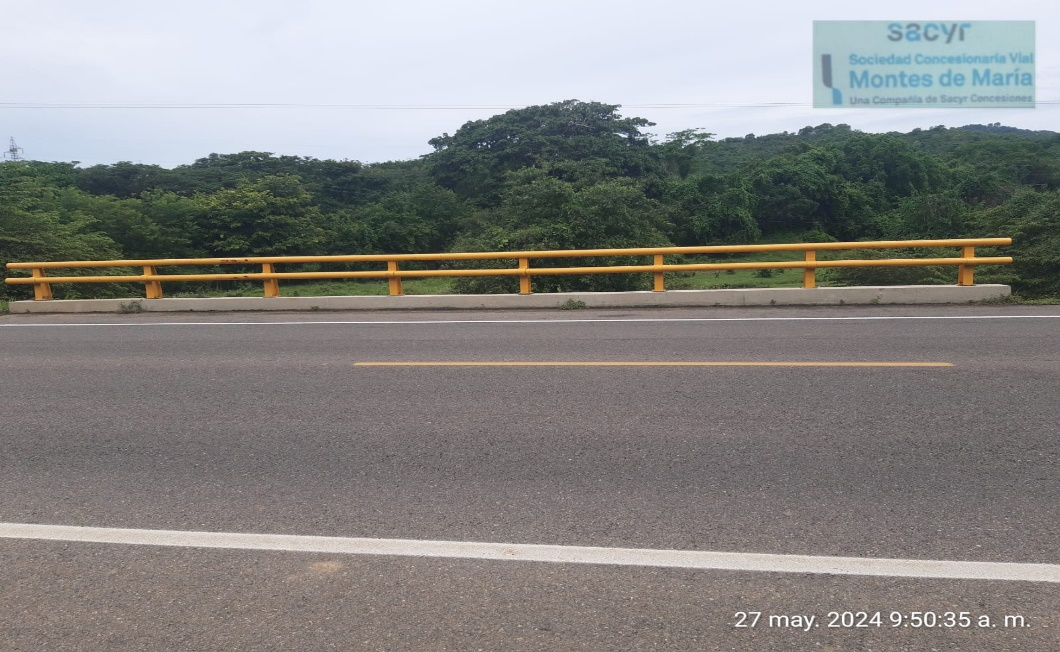 sacyr
Sociedad Concesionaria Vial
Montes de María
Una Compañía de Sacyr Concesiones
27 may. 2024 9:50:35 a. m.